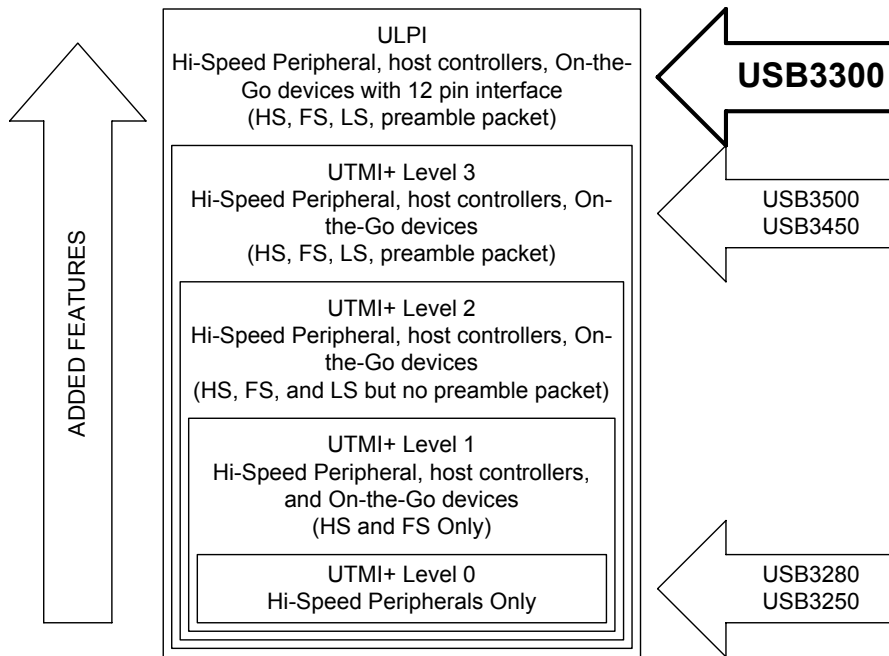 ULPI
Hi-Speed Peripheral, host controllers, On-the-
Go devices with 12 pin interface
(HS, FS, LS, preamble packet)
USB3300
UTMI+ Level 3
Hi-Speed Peripheral, host controllers, On-
the-Go devices
(HS, FS, LS, preamble packet)
USB3500
USB3450
ADDED FEATURES
UTMI+ Level 2
Hi-Speed Peripheral, host controllers, On-
the-Go devices
(HS, FS, and LS but no preamble packet)
UTMI+ Level 1
Hi-Speed Peripheral, host controllers,
and On-the-Go devices
(HS and FS Only)
UTMI+ Level 0
Hi-Speed Peripherals Only
USB3280
USB3250